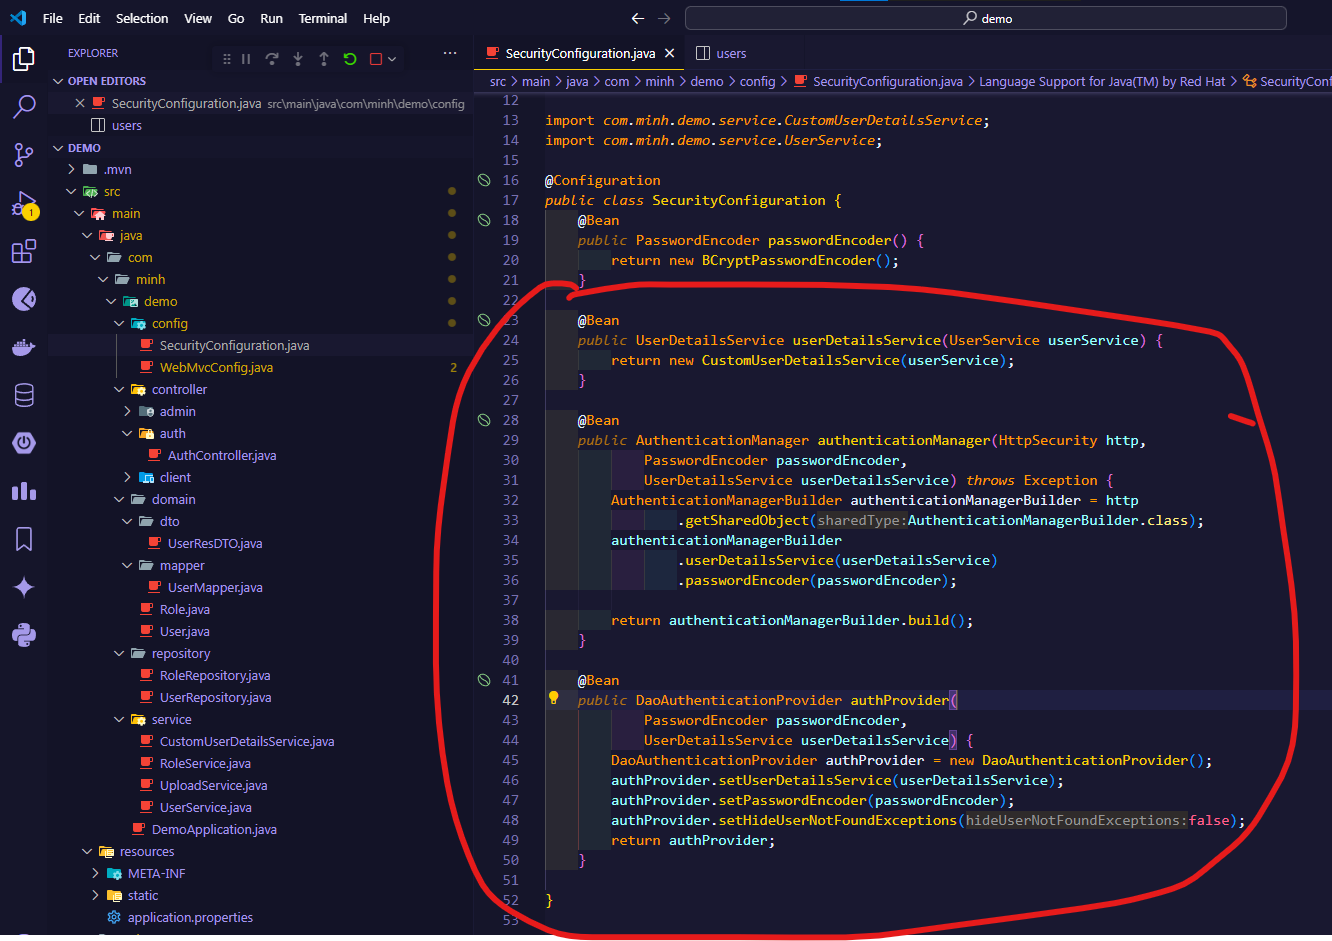 File Edit Selection View Go Run Terminal Help
demo
EXPLORER
SecurityConfiguration.java
users
OPEN EDITORS
src > main > java > com > minh > demo > config > SecurityConfiguration.java > Language Support for Java(TM) by Red Hat > SecurityConf
SecurityConfiguration.java src\main\java\com\minh\demo\config
users
DEMO
.mvn
src
main
java
com
minh
demo
config
SecurityConfiguration.java
WebMvcConfig.java 2
controller
admin
auth
AuthController.java
client
domain
dto
UserResDTO.java
mapper
UserMapper.java
Role.java
User.java
repository
RoleRepository.java
UserRepository.java
service
CustomUserDetailsService.java
RoleService.java
UploadService.java
UserService.java
DemoApplication.java
resources
META-INF
static
application.properties
1
12
13 import com.minh.demo.service.CustomUserDetailsService;
14 import com.minh.demo.service.UserService;
15
16 @Configuration
17 public class SecurityConfiguration {
18 @Bean
19 public PasswordEncoder passwordEncoder() {
20 return new BCryptPasswordEncoder();
21 }
22
23 @Bean
24 public UserDetailsService userDetailsService(UserService userService) {
25 return new CustomUserDetailsService(userService);
26 }
27
28 @Bean
29 public AuthenticationManager authenticationManager(HttpSecurity http,
30 PasswordEncoder passwordEncoder,
31 UserDetailsService userDetailsService) throws Exception {
32 AuthenticationManagerBuilder authenticationManagerBuilder = http
33 .getSharedObject(sharedType:AuthenticationManagerBuilder.class);
34 authenticationManagerBuilder
35 .userDetailsService(userDetailsService)
36 .passwordEncoder(passwordEncoder);
37
38 return authenticationManagerBuilder.build();
39 }
40
41 @Bean
42 public DaoAuthenticationProvider authProvider(
43 PasswordEncoder passwordEncoder,
44 UserDetailsService userDetailsService) {
45 DaoAuthenticationProvider authProvider = new DaoAuthenticationProvider();
46 authProvider.setUserDetailsService(userDetailsService);
47 authProvider.setPasswordEncoder(passwordEncoder);
48 authProvider.setHideUserNotFoundExceptions(hideUserNotFoundExceptions:false);
49 return authProvider;
50 }
51
52 }
53